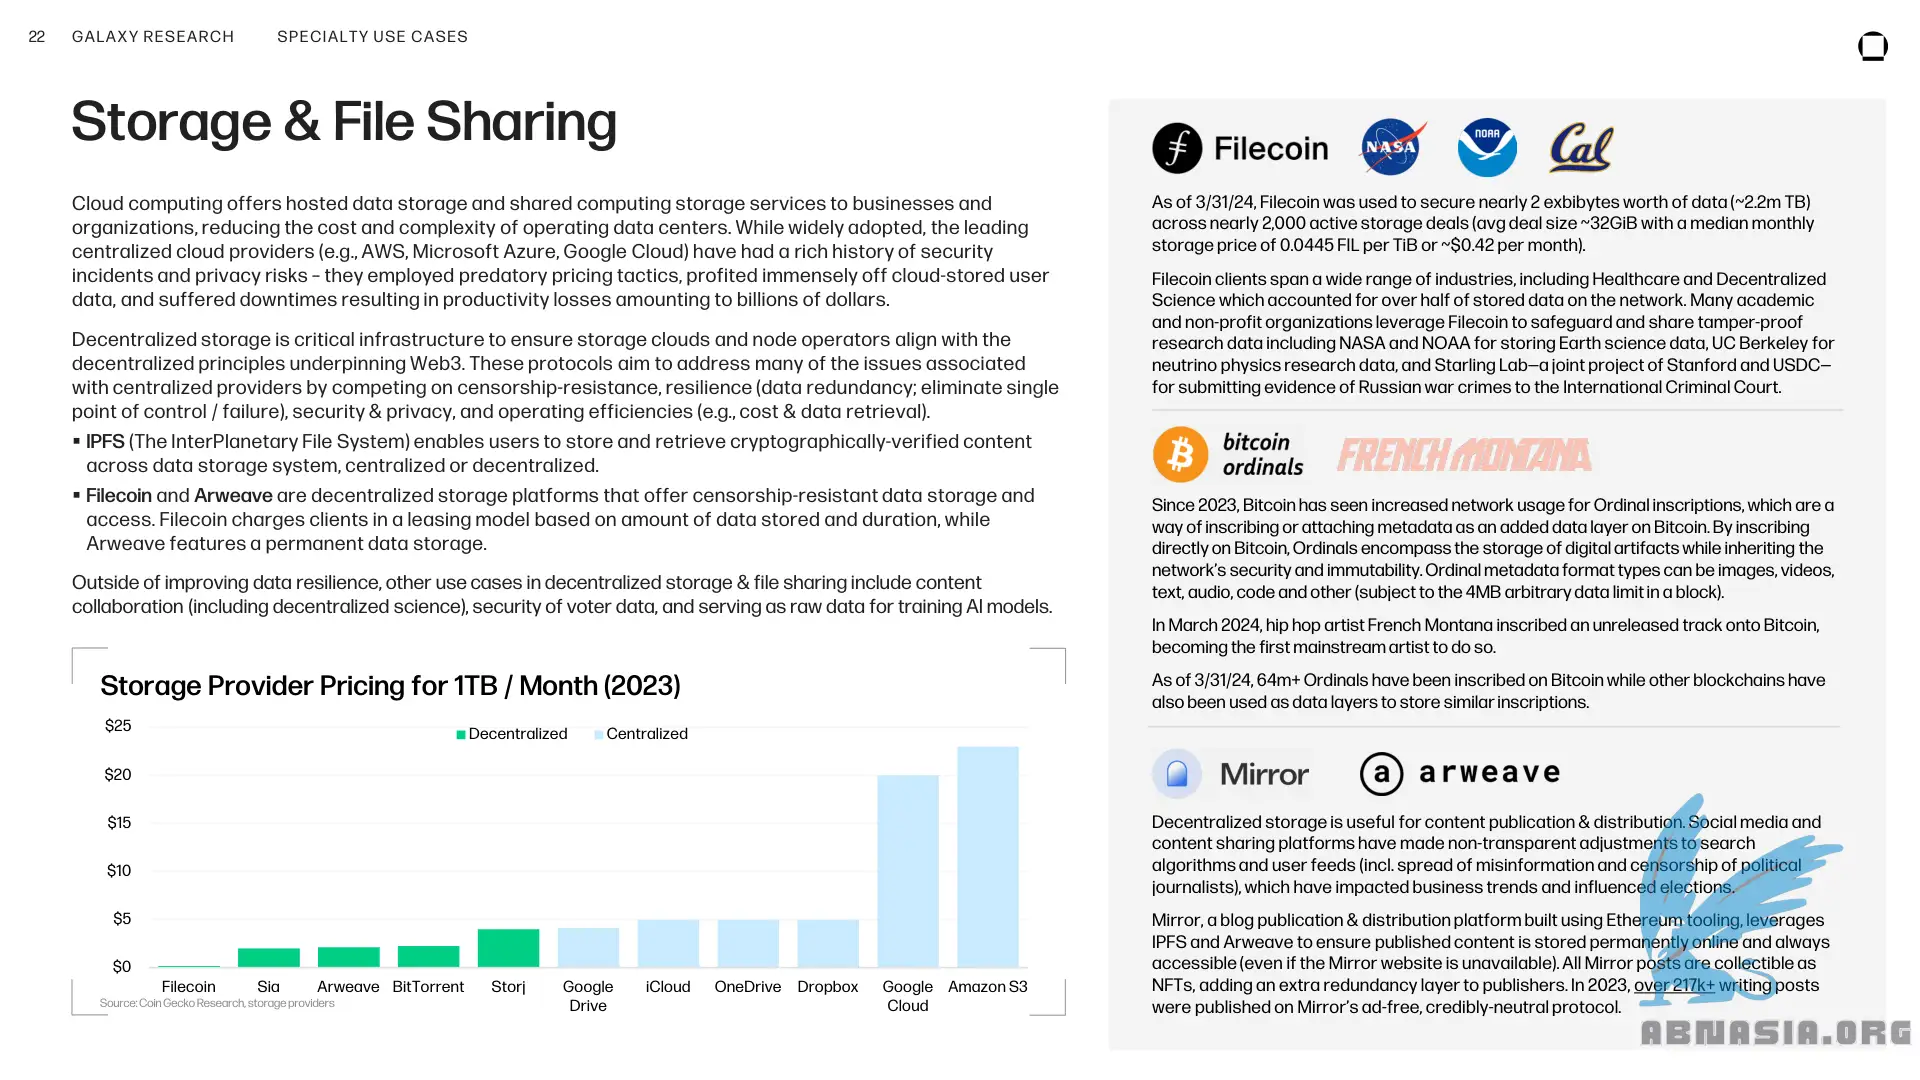 22 GALAXY RESEARCH SPECIALTY USE CASES
Storage & File Sharing
Cloud computing offers hosted data storage and shared computing storage services to businesses and
organizations, reducing the cost and complexity of operating data centers. While widely adopted, the leading
centralized cloud providers (e.g., AWS, Microsoft Azure, Google Cloud) have had a rich history of security
incidents and privacy risks – they employed predatory pricing tactics, profited immensely off cloud-stored user
data, and suffered downtimes resulting in productivity losses amounting to billions of dollars.
Decentralized storage is critical infrastructure to ensure storage clouds and node operators align with the
decentralized principles underpinning Web3. These protocols aim to address many of the issues associated
with centralized providers by competing on censorship-resistance, resilience (data redundancy; eliminate single
point of control / failure), security & privacy, and operating efficiencies (e.g., cost & data retrieval).
▪ IPFS (The InterPlanetary File System) enables users to store and retrieve cryptographically-verified content
across data storage system, centralized or decentralized.
▪ Filecoin and Arweave are decentralized storage platforms that offer censorship-resistant data storage and
access. Filecoin charges clients in a leasing model based on amount of data stored and duration, while
Arweave features a permanent data storage.
Outside of improving data resilience, other use cases in decentralized storage & file sharing include content
collaboration (including decentralized science), security of voter data, and serving as raw data for training AI models.
Storage Provider Pricing for 1TB / Month (2023)
Decentralized Centralized
$25
$20
$15
$10
$5
$0
Filecoin Sia Arweave BitTorrent Storj Google Drive iCloud OneDrive Dropbox Google Cloud Amazon S3
Source: Coin Gecko Research, storage providers
Filecoin NASA NOAA Cal
As of 3/31/24, Filecoin was used to secure nearly 2 exbibytes worth of data (~2.2m TB)
across nearly 2,000 active storage deals (avg deal size ~32GiB with a median monthly
storage price of 0.0445 FIL per TiB or ~$0.42 per month).
Filecoin clients span a wide range of industries, including Healthcare and Decentralized
Science which accounted for over half of stored data on the network. Many academic
and non-profit organizations leverage Filecoin to safeguard and share tamper-proof
research data including NASA and NOAA for storing Earth science data, UC Berkeley for
neutrino physics research data, and Starling Lab—a joint project of Stanford and USDC—
for submitting evidence of Russian war crimes to the International Criminal Court.
bitcoin
ordinals
FRENCH MONTANA
Since 2023, Bitcoin has seen increased network usage for Ordinal inscriptions, which are a
way of inscribing or attaching metadata as an added data layer on Bitcoin. By inscribing
directly on Bitcoin, Ordinals encompass the storage of digital artifacts while inheriting the
network's security and immutability. Ordinal metadata format types can be images, videos,
text, audio, code and other (subject to the 4MB arbitrary data limit in a block).
In March 2024, hip hop artist French Montana inscribed an unreleased track onto Bitcoin,
becoming the first mainstream artist to do so.
As of 3/31/24, 64m+ Ordinals have been inscribed on Bitcoin while other blockchains have
also been used as data layers to store similar inscriptions.
Mirror a arweave
Decentralized storage is useful for content publication & distribution. Social media and
content sharing platforms have made non-transparent adjustments to search
algorithms and user feeds (incl. spread of misinformation and censorship of political
journalists), which have impacted business trends and influenced elections.
Mirror, a blog publication & distribution platform built using Ethereum tooling, leverages
IPFS and Arweave to ensure published content is stored permanently online and always
accessible (even if the Mirror website is unavailable). All Mirror posts are collectible as
NFTs, adding an extra redundancy layer to publishers. In 2023, over 217k+ writing posts
were published on Mirror's ad-free, credibly-neutral protocol.
ABNASIA.ORG